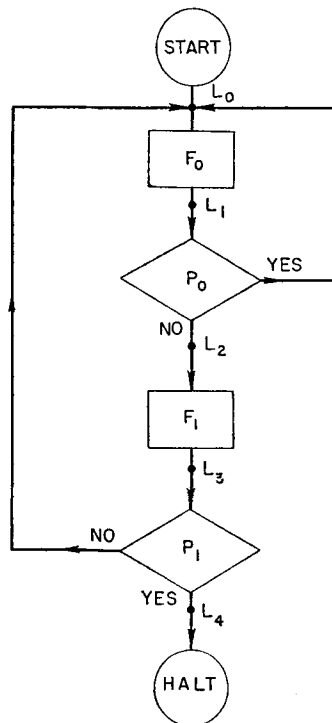 START
L₀
F₀
L₁
P₀
YES
NO
L₂
F₁
L₃
NO
P₁
YES
L₄
HALT